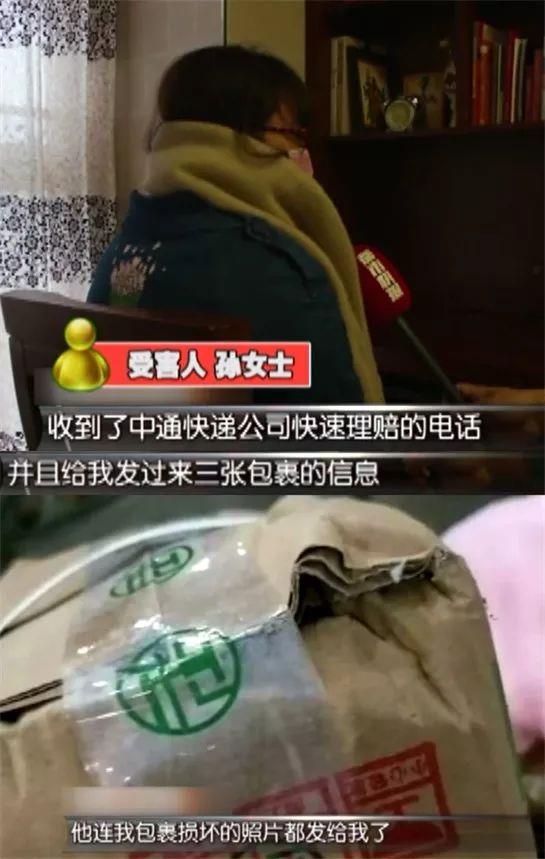 受害人 孙女士
收到了中通快递公司快速理赔的电话
并且给我发过来三张包裹的信息
他连我包裹损坏的照片都发给我了